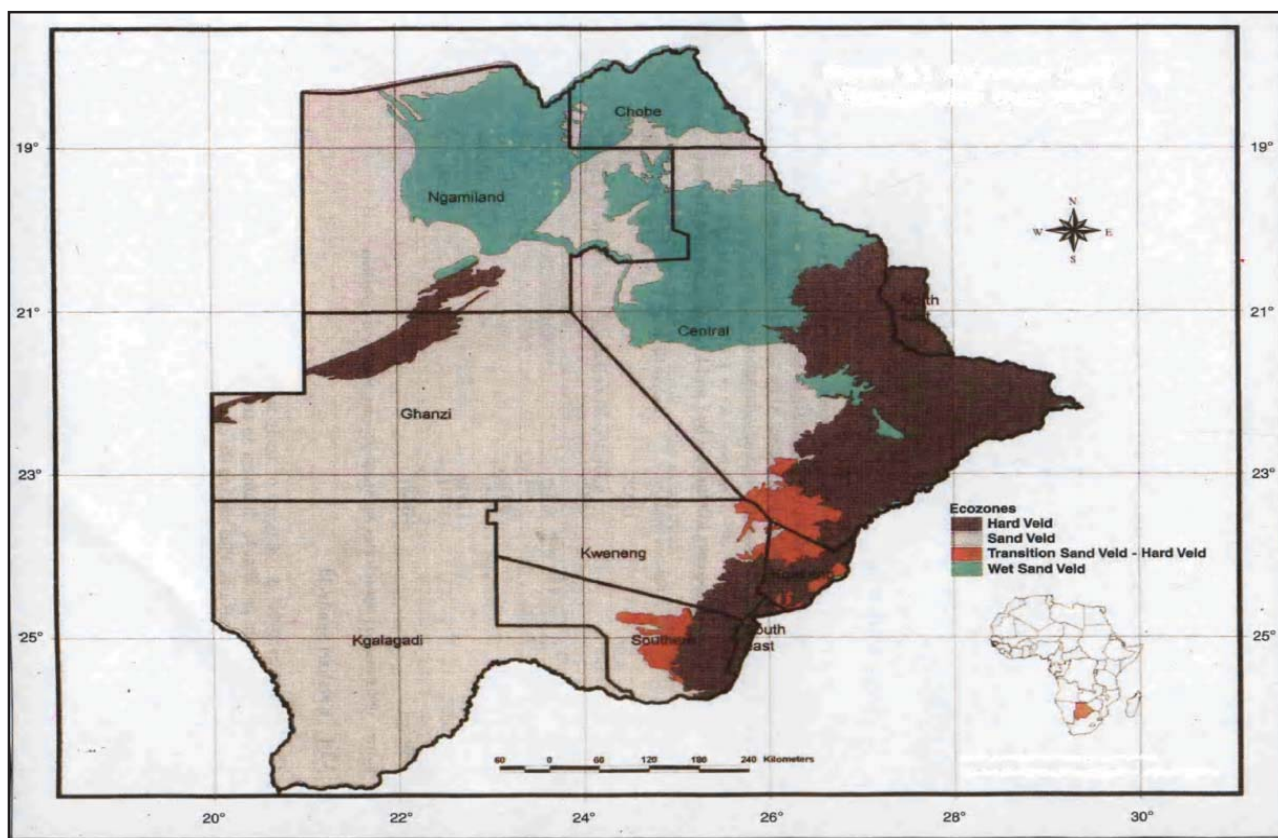 Chobe
19° 19°
Ngamiland
N
W E
S
North
21° 21°
Central
Ghanzi
23° 23°
Ecozones
Hard Veld
Sand Veld
Transition Sand Veld - Hard Veld
Wet Sand Veld
Kweneng
25° 25°
Kgalagadi
Southern
South
East
60 0 60 120 180 240 Kilometers
20° 22° 24° 26° 28° 30°